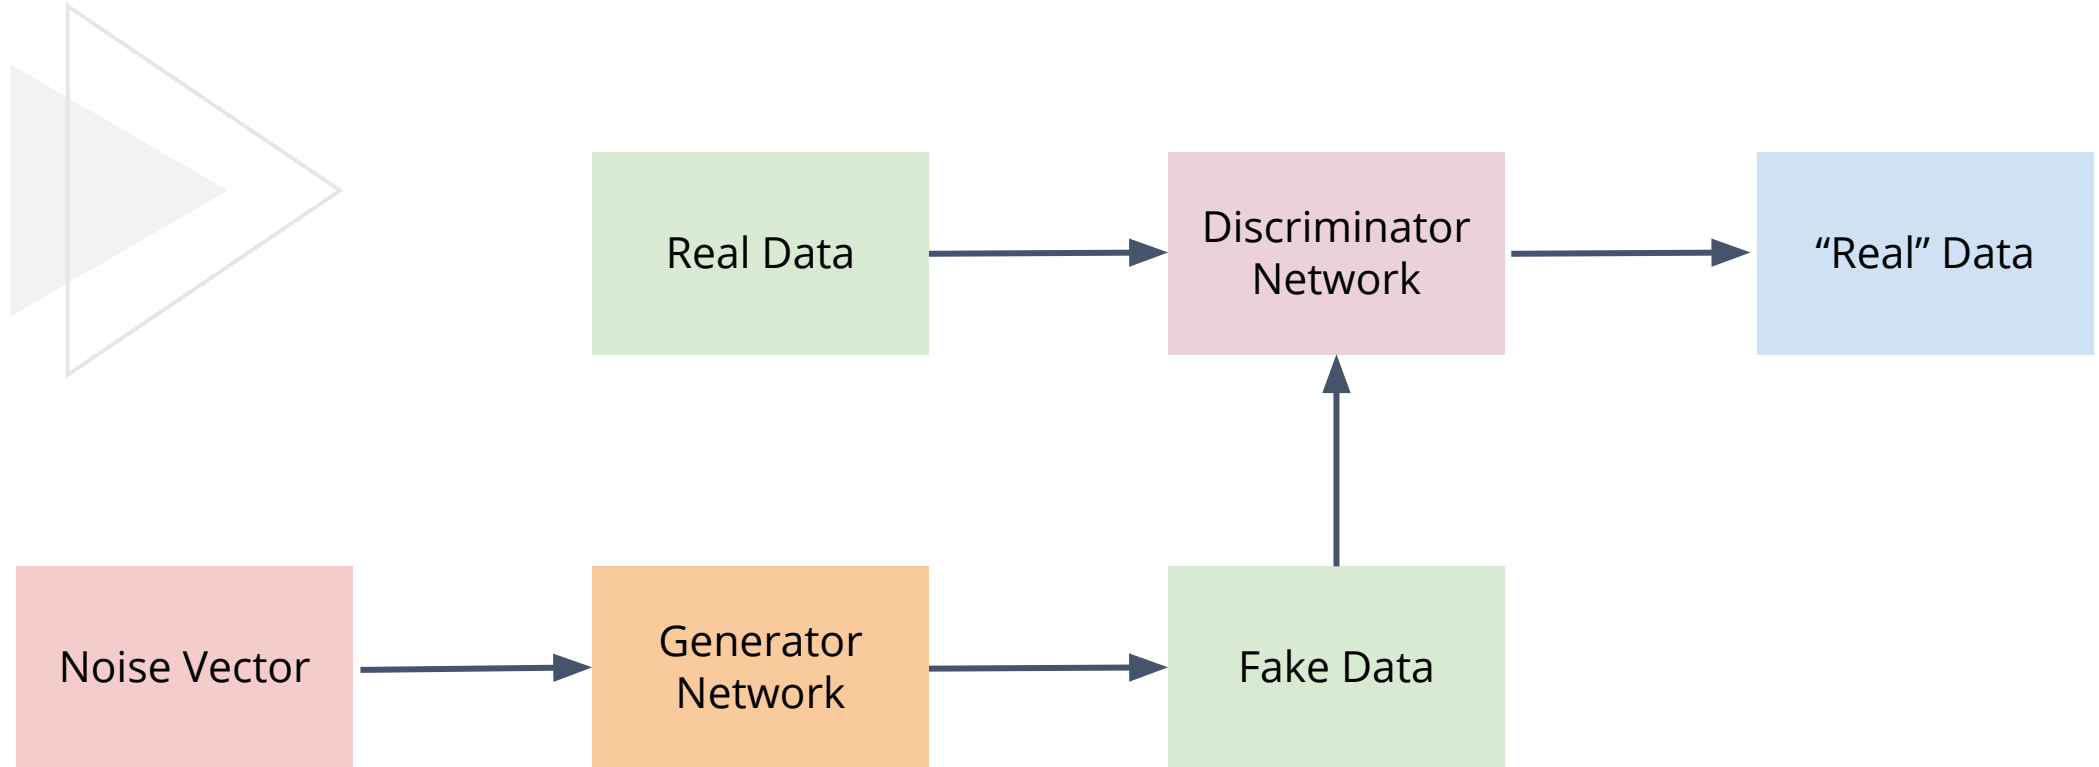 Real Data
Discriminator
Network
“Real” Data
Noise Vector
Generator
Network
Fake Data